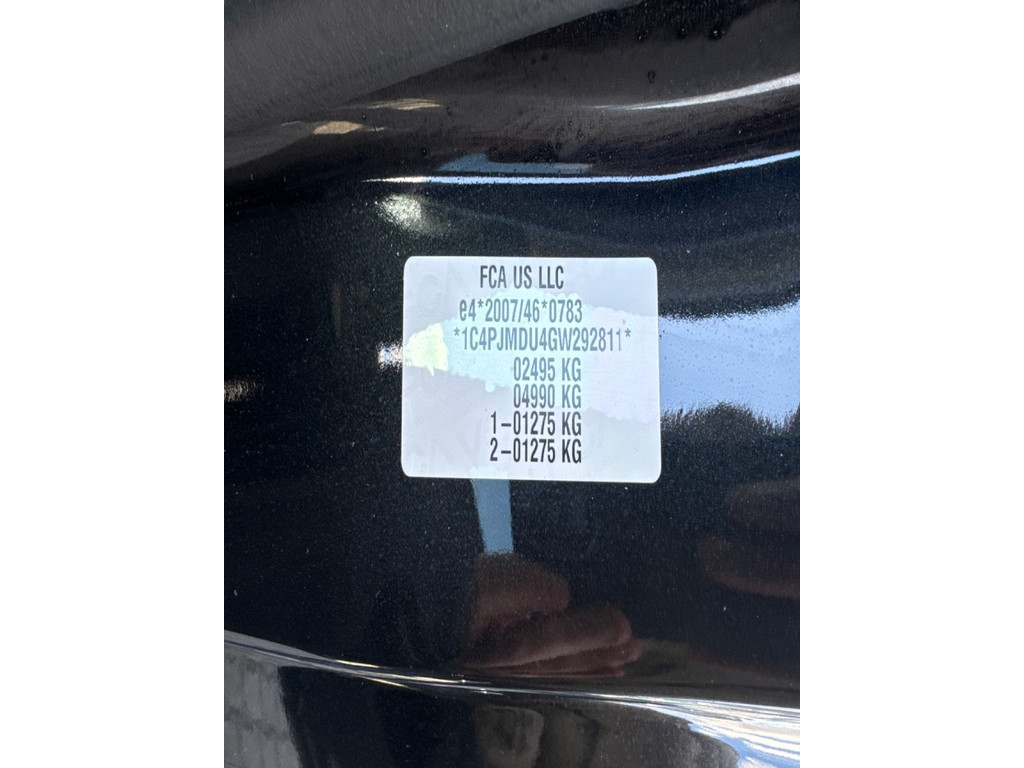 FCA US LLC
e4*2007/46*0783
*1C4PJMDU4GW292811*
02495 KG
04990 KG
1–01275 KG
2–01275 KG